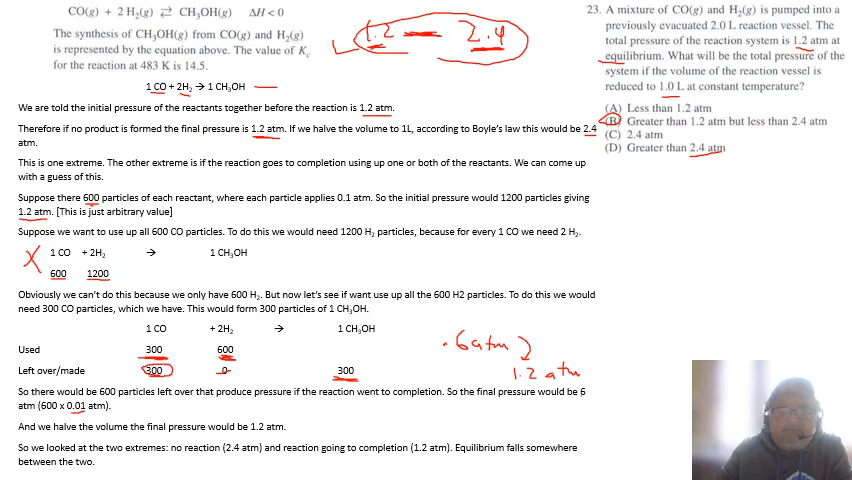 CO(g) + 2 H₂(g) ⇄ CH₃OH(g)    ΔH < 0
The synthesis of CH₃OH(g) from CO(g) and H₂(g)
is represented by the equation above. The value of K꜀
for the reaction at 483 K is 14.5.
1.2 — 2.4
23. A mixture of CO(g) and H₂(g) is pumped into a
previously evacuated 2.0 L reaction vessel. The
total pressure of the reaction system is 1.2 atm at
equilibrium. What will be the total pressure of the
system if the volume of the reaction vessel is
reduced to 1.0 L at constant temperature?
(A) Less than 1.2 atm
(B) Greater than 1.2 atm but less than 2.4 atm
(C) 2.4 atm
(D) Greater than 2.4 atm
1 CO + 2H₂ → 1 CH₃OH
We are told the initial pressure of the reactants together before the reaction is 1.2 atm.
Therefore if no product is formed the final pressure is 1.2 atm. If we halve the volume to 1L, according to Boyle's law this would be 2.4
atm.
This is one extreme. The other extreme is if the reaction goes to completion using up one or both of the reactants. We can come up
with a guess of this.
Suppose there 600 particles of each reactant, where each particle applies 0.1 atm. So the initial pressure would 1200 particles giving
1.2 atm. [This is just arbitrary value]
Suppose we want to use up all 600 CO particles. To do this we would need 1200 H₂ particles, because for every 1 CO we need 2 H₂.
X 1 CO + 2H₂ → 1 CH₃OH
600 1200
Obviously we can't do this because we only have 600 H₂. But now let's see if want use up all the 600 H2 particles. To do this we would
need 300 CO particles, which we have. This would form 300 particles of 1 CH₃OH.
1 CO + 2H₂ → 1 CH₃OH
Used 300 600
Left over/made 300 0 300
.6 atm
1.2 atm
So there would be 600 particles left over that produce pressure if the reaction went to completion. So the final pressure would be 6
atm (600 x 0.01 atm).
And we halve the volume the final pressure would be 1.2 atm.
So we looked at the two extremes: no reaction (2.4 atm) and reaction going to completion (1.2 atm). Equilibrium falls somewhere
between the two.